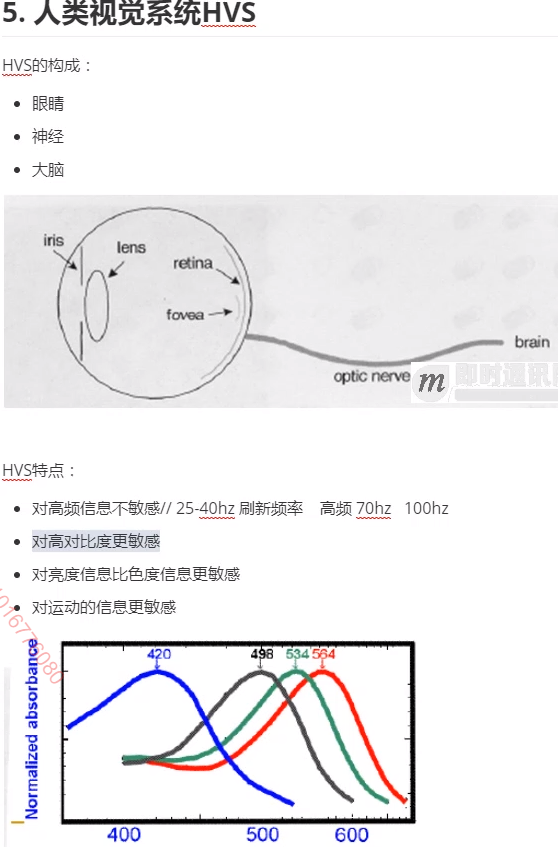 5. 人类视觉系统HVS
HVS的构成：
眼睛
神经
大脑
iris
lens
retina
fovea
brain
optic nerve
m 即时通讯
HVS特点：
对高频信息不敏感// 25-40hz 刷新频率 高频 70hz 100hz
对高对比度更敏感
对亮度信息比色度信息更敏感
对运动的信息更敏感
016776080
420 498 534 564
Normalized absorbance
400 500 600